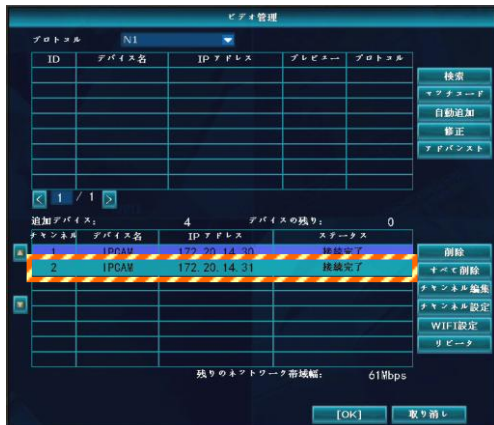 ビデオ管理
プロトコル N1
ID デバイス名 IP アドレス プレビュー プロトコル
検索
マッチコード
自動追加
修正
アドバンスト
1 / 1
追加デバイス: 4 デバイスの残り: 0
チャンネル デバイス名 IP アドレス ステータス
1 IPCAM 172. 20. 14. 30 接続完了
2 IPCAM 172. 20. 14. 31 接続完了
削除
すべて削除
チャンネル編集
チャンネル設定
WIFI設定
リピータ
残りのネットワーク帯域幅: 61Mbps
[OK] 取り消し